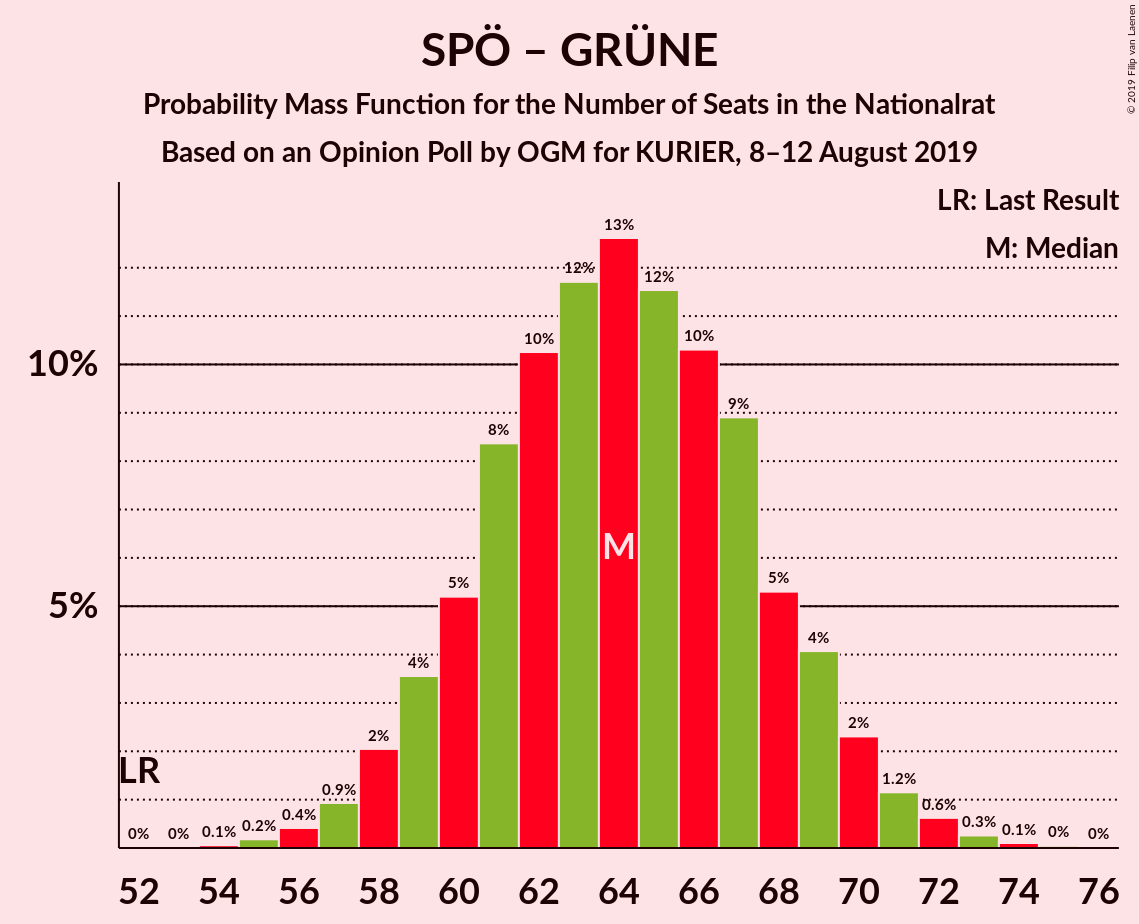 SPÖ – GRÜNE
Probability Mass Function for the Number of Seats in the Nationalrat
Based on an Opinion Poll by OGM for KURIER, 8–12 August 2019
© 2019 Filip van Laenen
LR: Last Result
M: Median
10%
5%
LR
M
0% 0% 0.1% 0.2% 0.4% 0.9% 2% 4% 5% 8% 10% 12% 13% 12% 10% 9% 5% 4% 2% 1.2% 0.6% 0.3% 0.1% 0% 0%
52 54 56 58 60 62 64 66 68 70 72 74 76